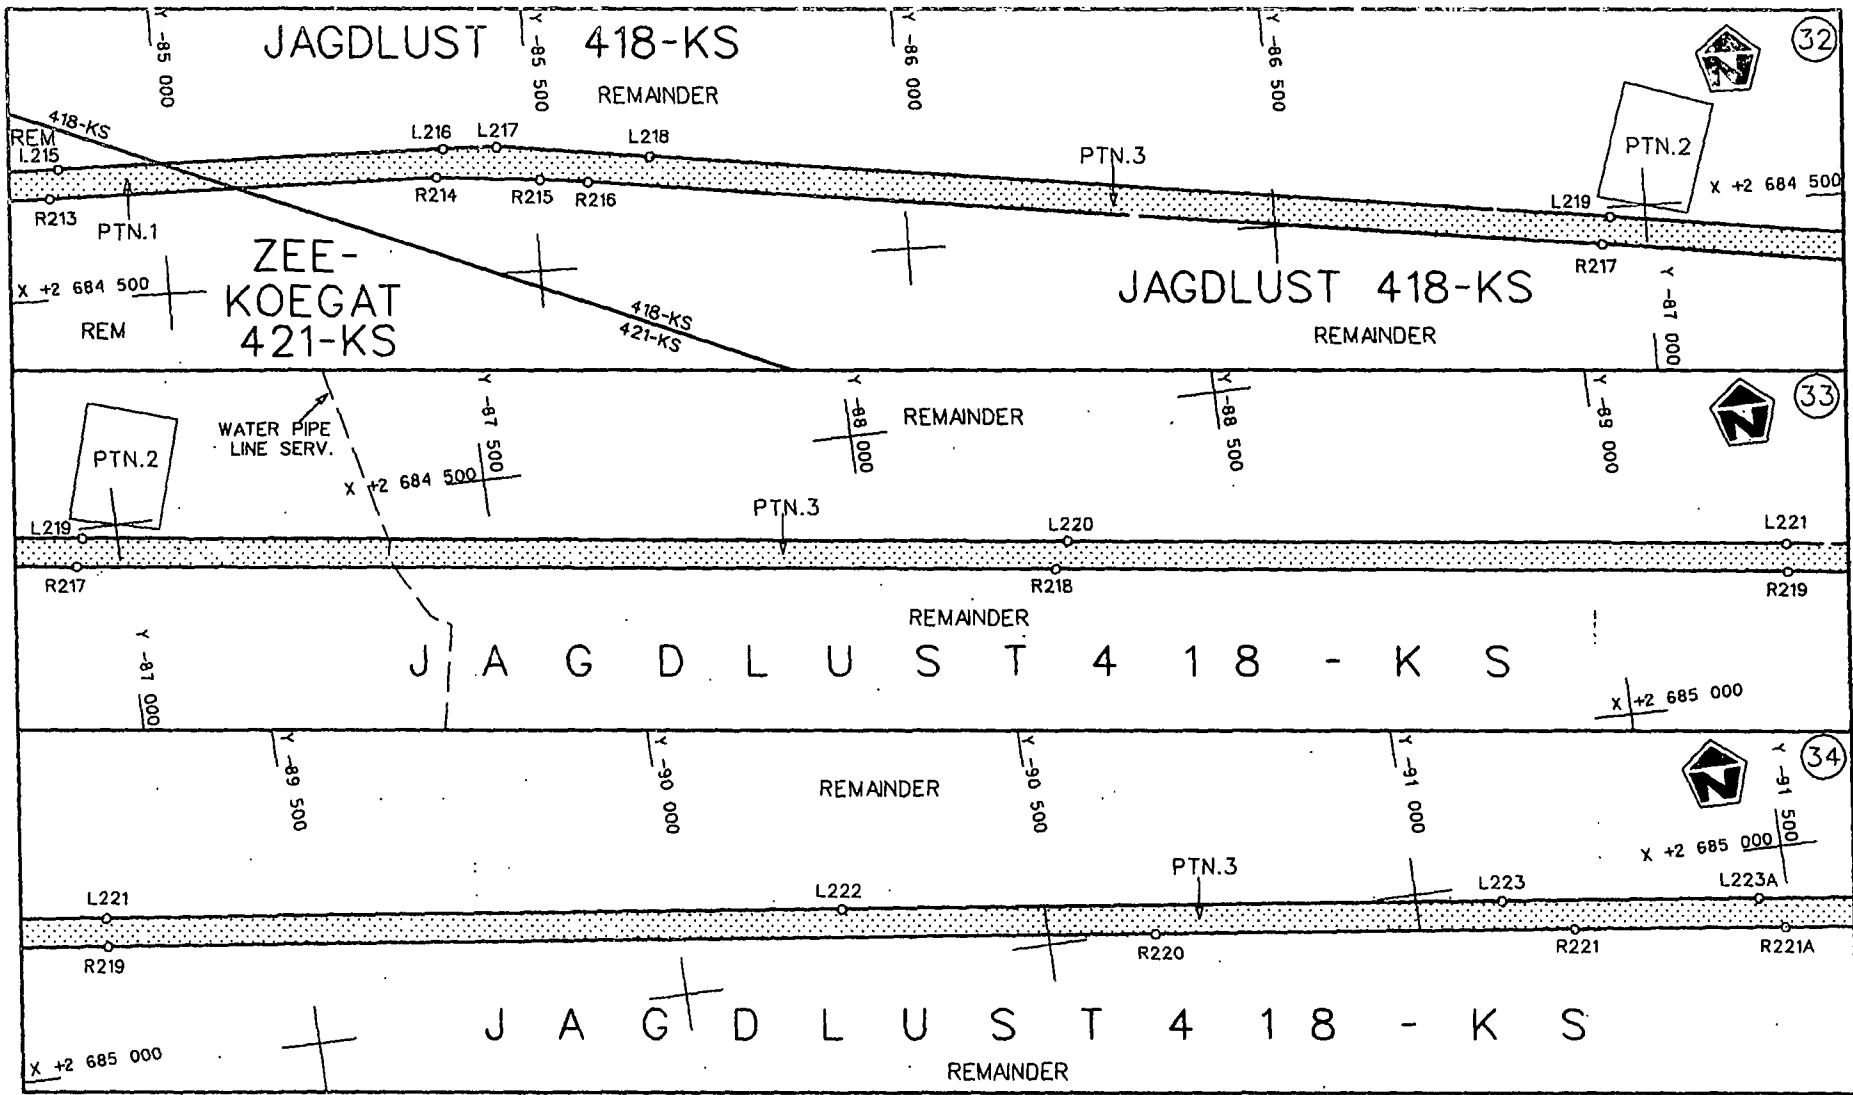 JAGDLUST 418-KS
REMAINDER
Y -85 000
Y -85 500
Y -86 000
Y -86 500
N
32
418-KS
REM
L215
L216
L217
L218
PTN.3
PTN.2
X +2 684 500
L219
R213
PTN.1
R214
R215
R216
R217
ZEE-
KOEGAT
421-KS
X +2 684 500
REM
418-KS
421-KS
JAGDLUST 418-KS
REMAINDER
Y -87 000
WATER PIPE
LINE SERV.
Y -87 500
Y -88 000
REMAINDER
Y -88 500
Y -89 000
N
33
PTN.2
X +2 684 500
PTN.3
L219
L220
L221
R217
R218
R219
REMAINDER
Y -87 000
JAGDLUST 418-KS
X +2 685 000
Y -89 500
Y -90 000
REMAINDER
Y -90 500
Y -91 000
N
Y -91 500
34
X +2 685 000
PTN.3
L221
L222
L223
L223A
R219
R220
R221
R221A
JAGDLUST 418-KS
X +2 685 000
REMAINDER